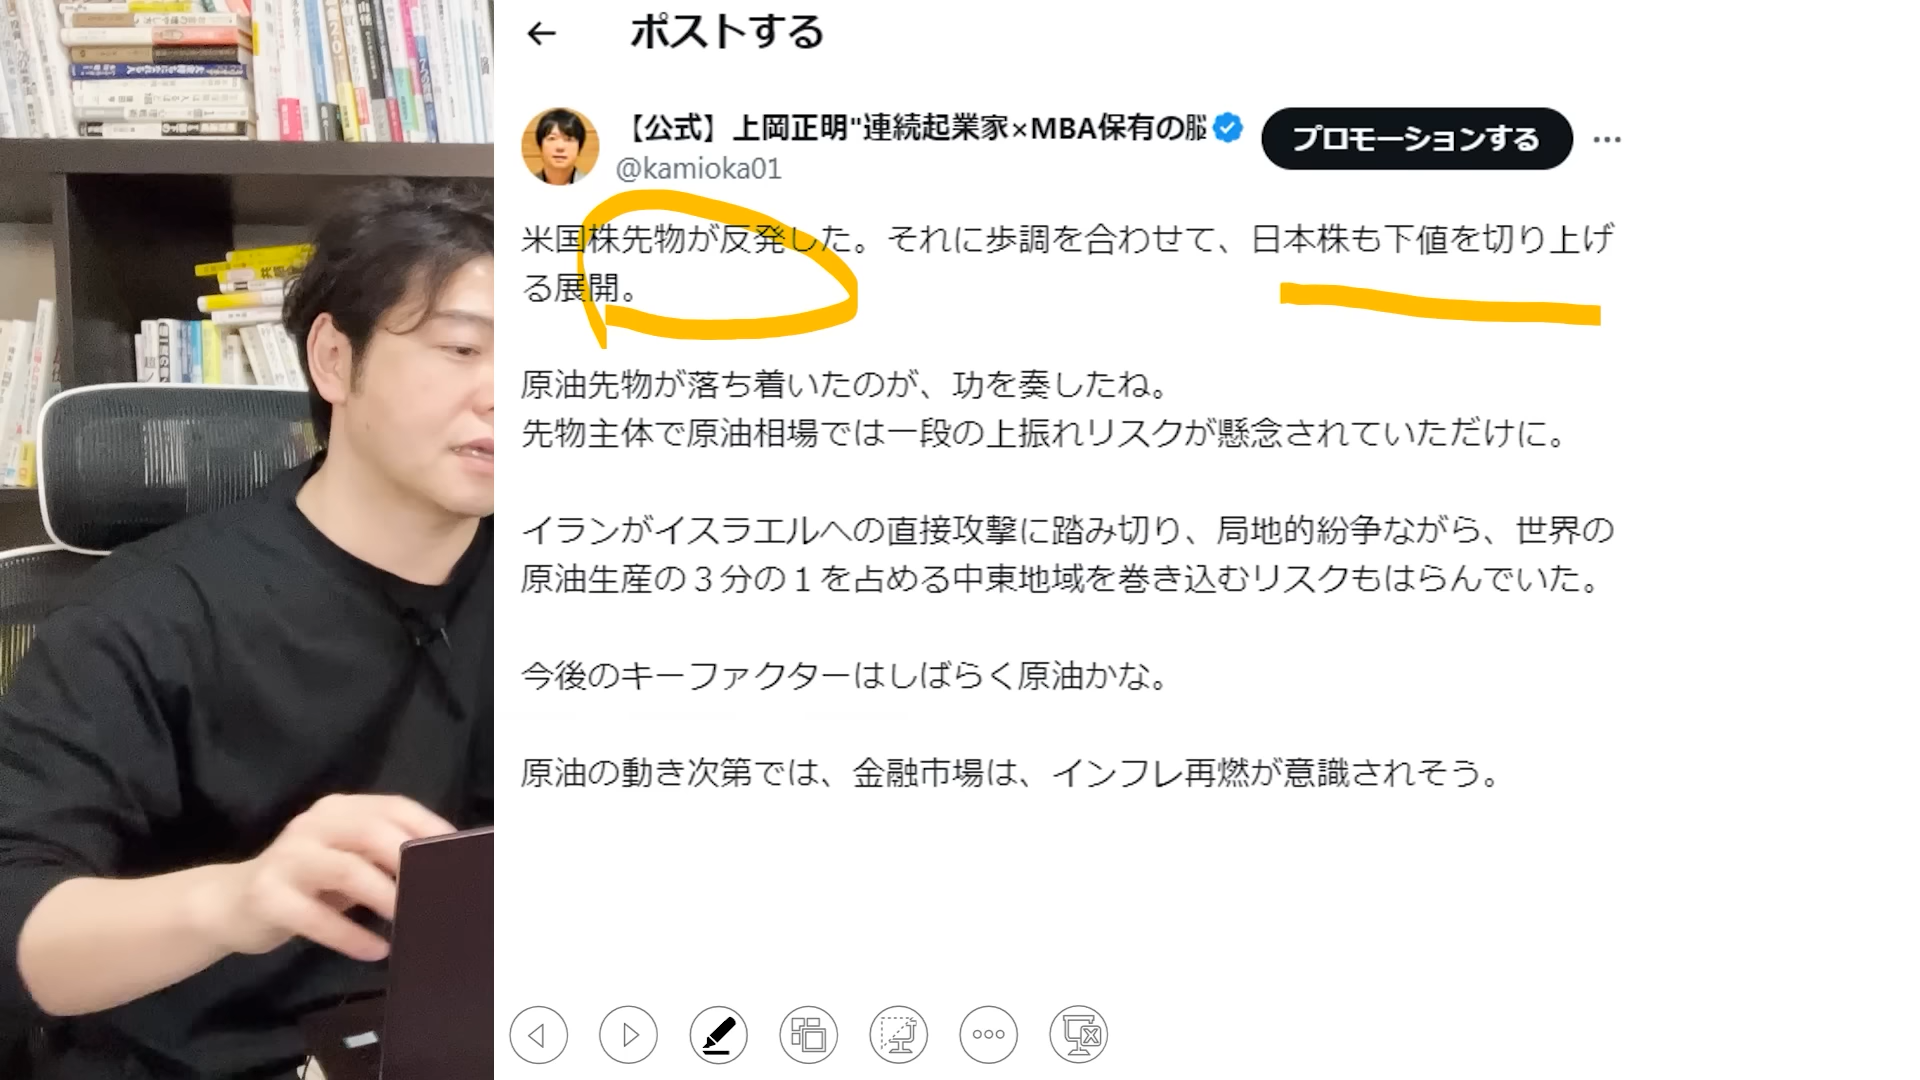 ポストする
【公式】上岡正明"連続起業家×MBA保有の脳
プロモーションする
@kamioka01
米国株先物が反発した。それに歩調を合わせて、日本株も下値を切り上げ
る展開。
原油先物が落ち着いたのが、功を奏したね。
先物主体で原油相場では一段の上振れリスクが懸念されていただけに。
イランがイスラエルへの直接攻撃に踏み切り、局地的紛争ながら、世界の
原油生産の３分の１を占める中東地域を巻き込むリスクもはらんでいた。
今後のキーファクターはしばらく原油かな。
原油の動き次第では、金融市場は、インフレ再燃が意識されそう。